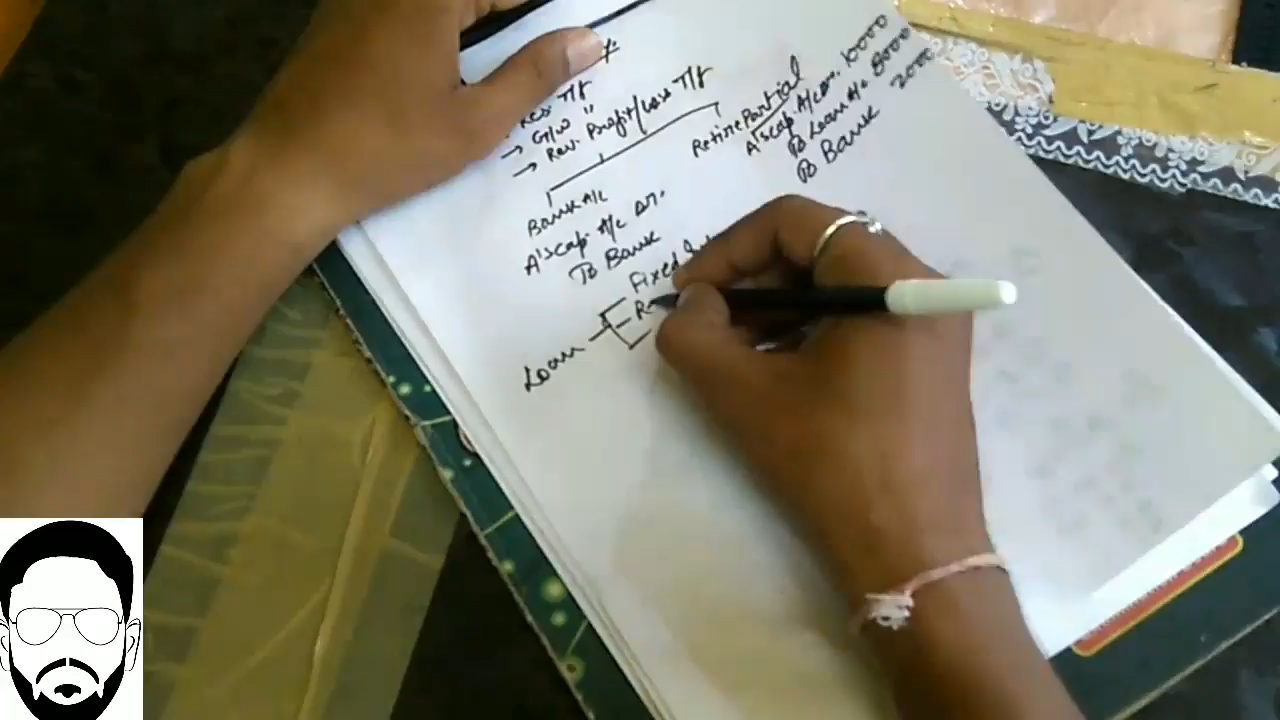 Res. T/f
→ G/W "
→ Rev. Profit/Loss T/f
Bank A/c
A's cap. A/c Dr.
To Bank
Retire Partial
A's cap. A/c Dr. 10000
To Loan A/c 8000
To Bank 2000
Fixed
R
Loan